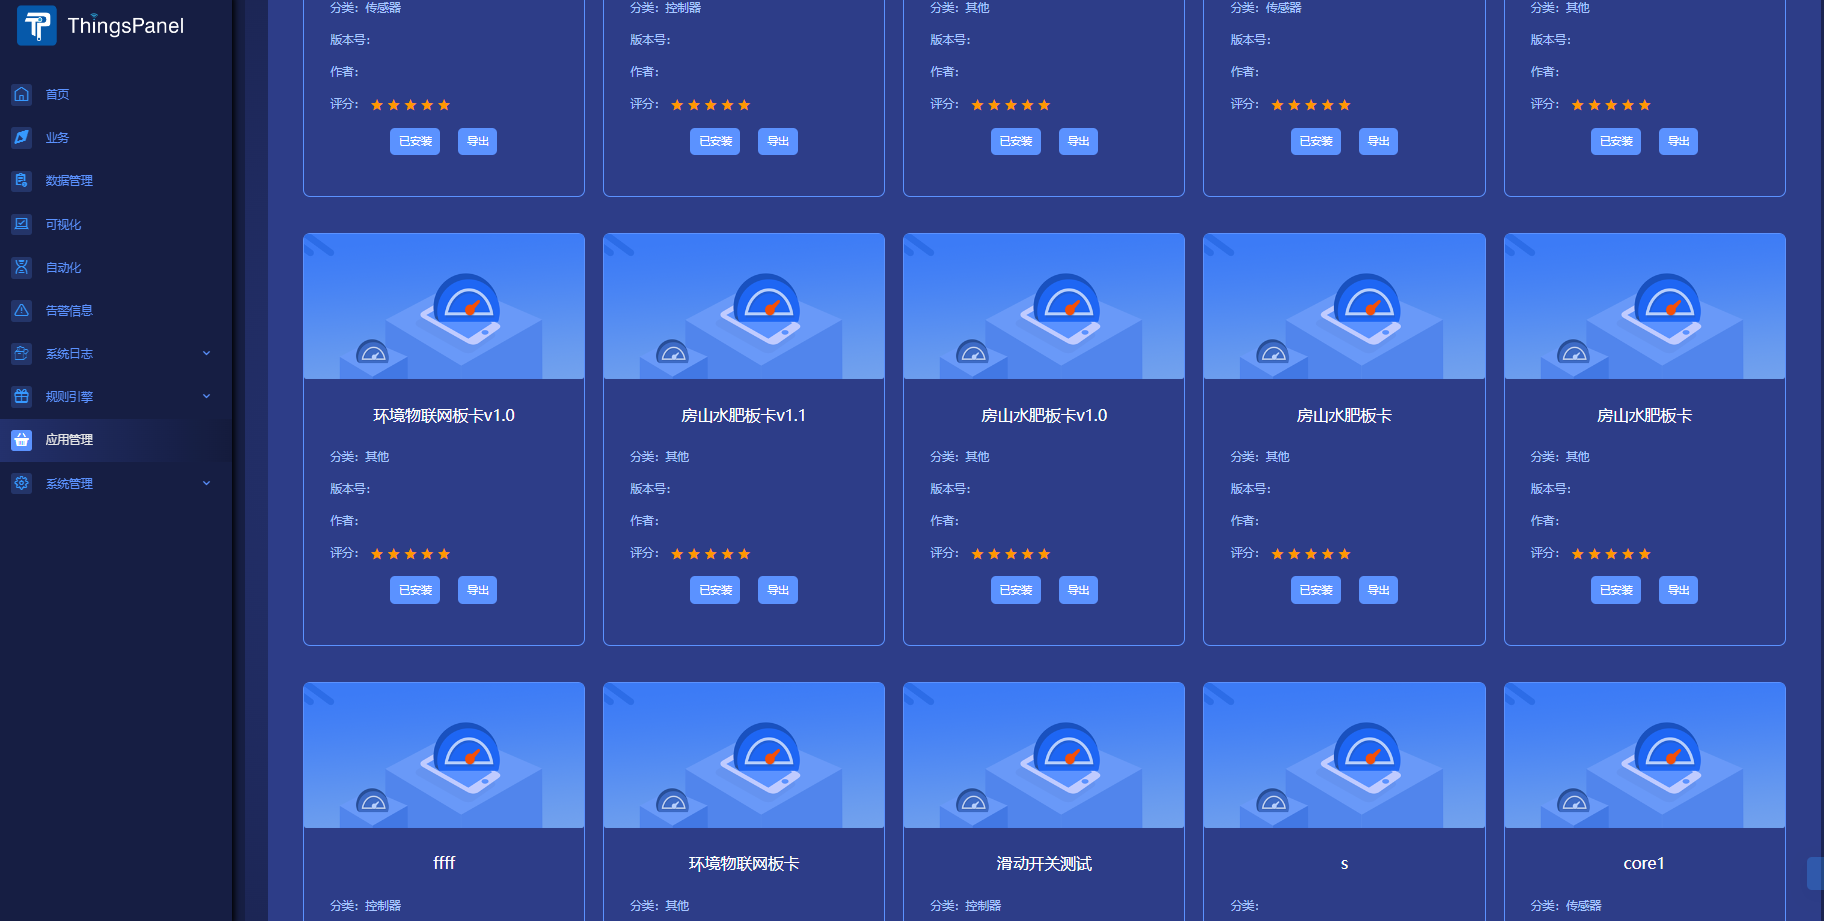 ThingsPanel
首页
业务
数据管理
可视化
自动化
告警信息
系统日志
规则引擎
应用管理
系统管理
分类：传感器
版本号：
作者：
评分：
已安装 导出
分类：控制器
版本号：
作者：
评分：
已安装 导出
分类：其他
版本号：
作者：
评分：
已安装 导出
分类：传感器
版本号：
作者：
评分：
已安装 导出
分类：其他
版本号：
作者：
评分：
已安装 导出
环境物联网板卡v1.0
分类：其他
版本号：
作者：
评分：
已安装 导出
房山水肥板卡v1.1
分类：其他
版本号：
作者：
评分：
已安装 导出
房山水肥板卡v1.0
分类：其他
版本号：
作者：
评分：
已安装 导出
房山水肥板卡
分类：其他
版本号：
作者：
评分：
已安装 导出
房山水肥板卡
分类：其他
版本号：
作者：
评分：
已安装 导出
ffff
分类：控制器
环境物联网板卡
分类：其他
滑动开关测试
分类：控制器
s
分类：
core1
分类：传感器